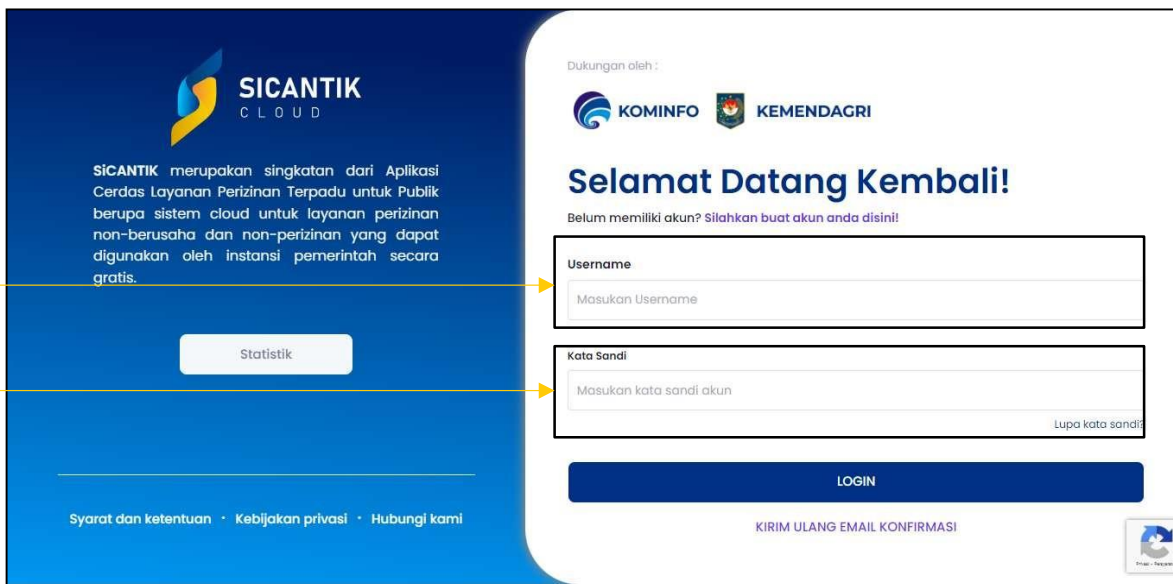 SICANTIK
CLOUD
SiCANTIK merupakan singkatan dari Aplikasi
Cerdas Layanan Perizinan Terpadu untuk Publik
berupa sistem cloud untuk layanan perizinan
non-berusaha dan non-perizinan yang dapat
digunakan oleh instansi pemerintah secara
gratis.
Statistik
Syarat dan ketentuan · Kebijakan privasi · Hubungi kami
Dukungan oleh :
KOMINFO KEMENDAGRI
Selamat Datang Kembali!
Belum memiliki akun? Silahkan buat akun anda disini!
Username
Masukan Username
Kata Sandi
Masukan kata sandi akun
Lupa kata sandi?
LOGIN
KIRIM ULANG EMAIL KONFIRMASI